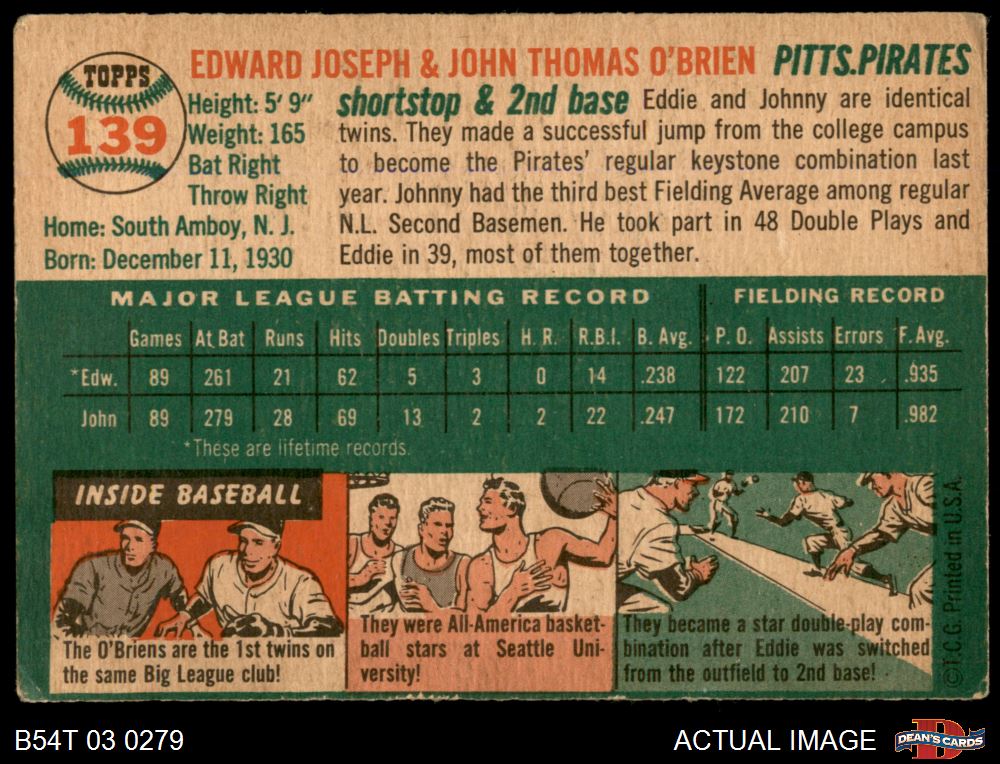 TOPPS
139
EDWARD JOSEPH & JOHN THOMAS O'BRIEN PITTS.PIRATES
Height: 5' 9"
Weight: 165
Bat Right
Throw Right
Home: South Amboy, N. J.
Born: December 11, 1930
shortstop & 2nd base Eddie and Johnny are identical
twins. They made a successful jump from the college campus
to become the Pirates' regular keystone combination last
year. Johnny had the third best Fielding Average among regular
N.L. Second Basemen. He took part in 48 Double Plays and
Eddie in 39, most of them together.
MAJOR LEAGUE BATTING RECORD FIELDING RECORD
Games At Bat Runs Hits Doubles Triples H. R. R.B.I. B. Avg. P. O. Assists Errors F. Avg.
*Edw. 89 261 21 62 5 3 0 14 .238 122 207 23 .935
John 89 279 28 69 13 2 2 22 .247 172 210 7 .982
*These are lifetime records.
INSIDE BASEBALL
The O'Briens are the 1st twins on
the same Big League club!
They were All-America basket-
ball stars at Seattle Uni-
versity!
They became a star double-play com-
bination after Eddie was switched
from the outfield to 2nd base!
©T.C.G. Printed in U.S.A.
B54T 03 0279
ACTUAL IMAGE
DEAN'S CARDS